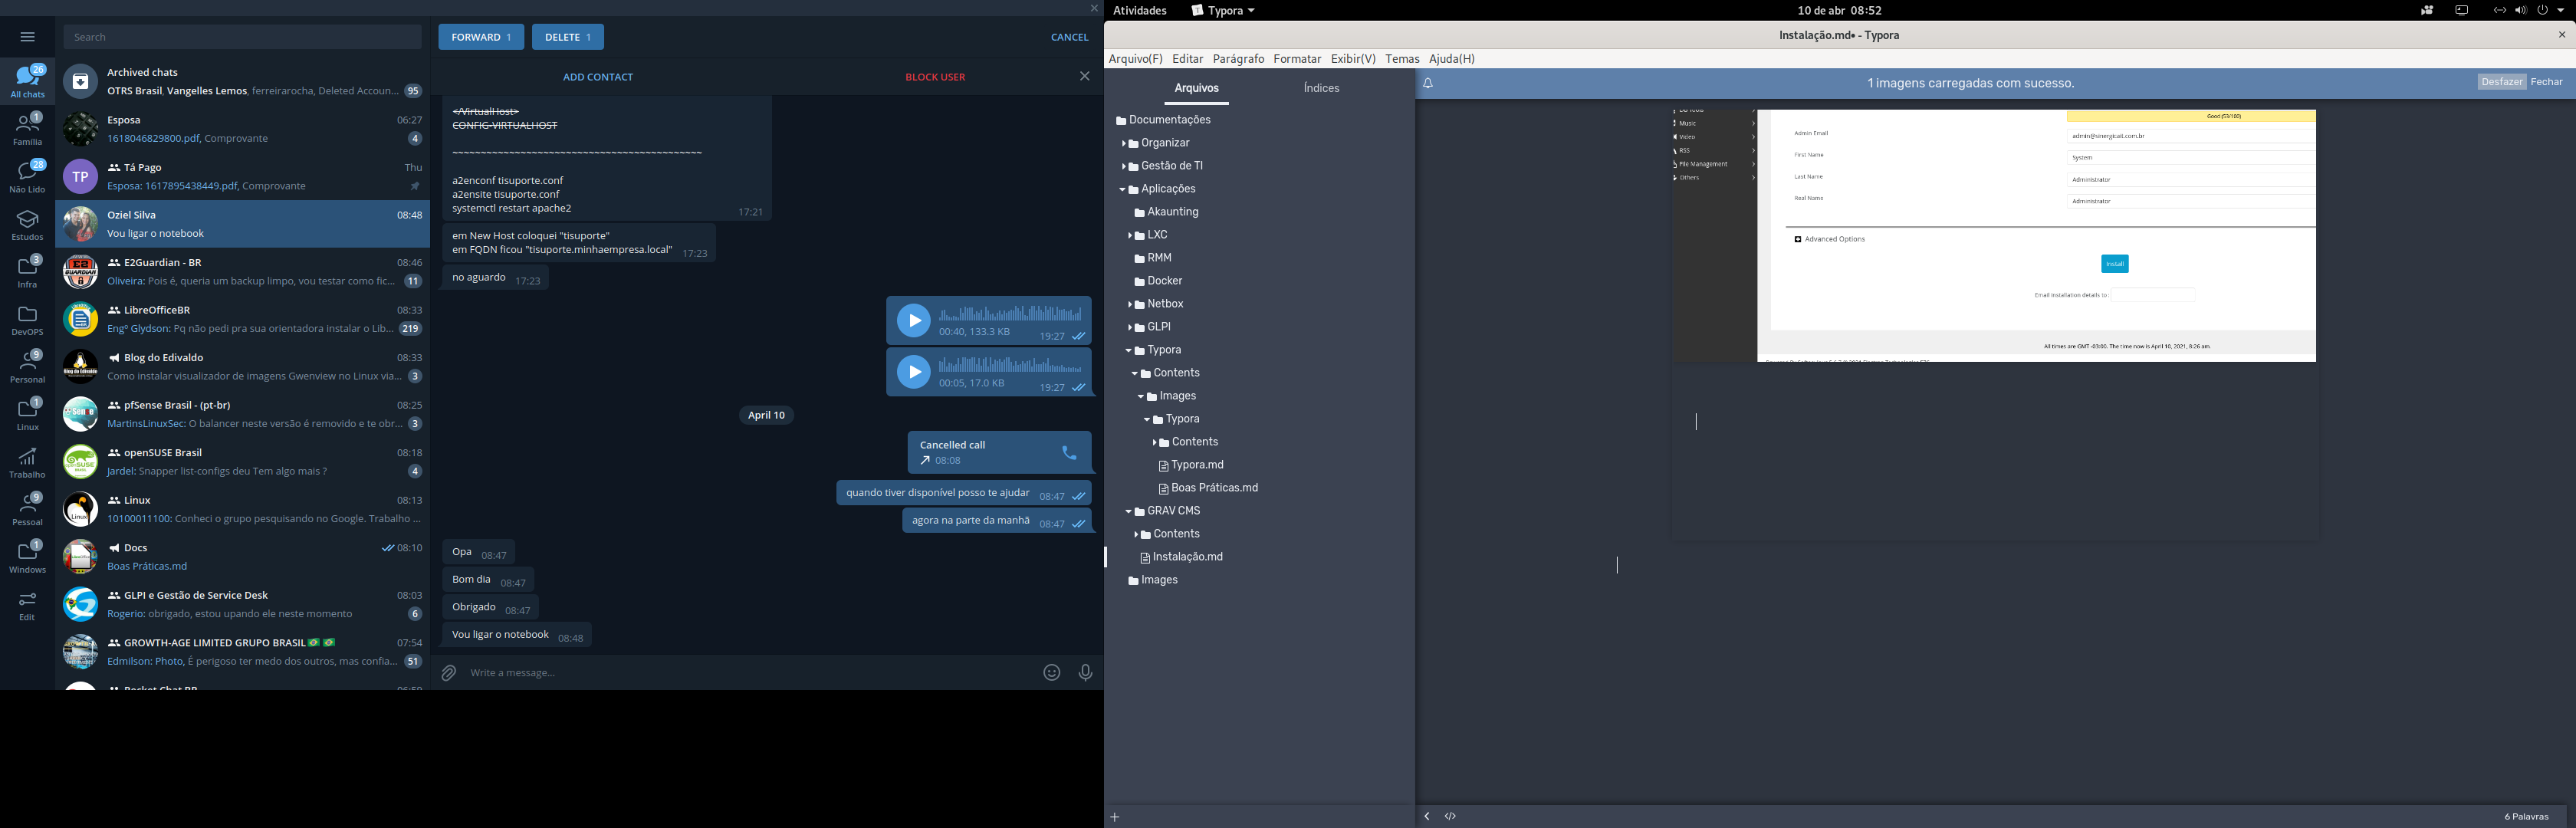 Search
All chats
26
Família
1
Não Lido
28
Estudos
Infra
3
DevOPS
Personal
9
Linux
1
Trabalho
Pessoal
9
Windows
1
Edit
Archived chats
OTRS Brasil, Vangelles Lemos, ferreirarocha, Deleted Accoun... 95
Esposa 06:27
1618046829800.pdf, Comprovante 4
TP
Tá Pago Thu
Esposa: 1617895438449.pdf, Comprovante
Oziel Silva 08:48
Vou ligar o notebook
E2Guardian - BR 08:46
Oliveira: Pois é, queria um backup limpo, vou testar como fic... 11
LibreOfficeBR 08:33
Engº Glydson: Pq não pedi pra sua orientadora instalar o Lib... 219
Blog do Edivaldo 08:33
Como instalar visualizador de imagens Gwenview no Linux via... 3
pfSense Brasil - (pt-br) 08:25
MartinsLinuxSec: O balancer neste versão é removido e te obr... 3
openSUSE Brasil 08:18
Jardel: Snapper list-configs deu Tem algo mais ? 4
Linux 08:13
10100011100: Conheci o grupo pesquisando no Google. Trabalho ...
Docs 08:10
Boas Práticas.md
GLPI e Gestão de Service Desk 08:03
Rogerio: obrigado, estou upando ele neste momento 6
GROWTH-AGE LIMITED GRUPO BRASIL 07:54
Edmilson: Photo, É perigoso ter medo dos outros, mas confia... 51
FORWARD 1 DELETE 1 CANCEL
ADD CONTACT BLOCK USER
</VirtualHost>
CONFIG-VIRTUALHOST
a2enconf tisuporte.conf
a2ensite tisuporte.conf
systemctl restart apache2
17:21
em New Host coloquei "tisuporte"
em FQDN ficou "tisuporte.minhaempresa.local" 17:23
no aguardo 17:23
00:40, 133.3 KB 19:27
00:05, 17.0 KB 19:27
April 10
Cancelled call
08:08
quando tiver disponível posso te ajudar 08:47
agora na parte da manhã 08:47
Opa 08:47
Bom dia 08:47
Obrigado 08:47
Vou ligar o notebook 08:48
Write a message...
Atividades Typora 10 de abr 08:52
Instalação.md• - Typora
Arquivo(F) Editar Parágrafo Formatar Exibir(V) Temas Ajuda(H)
Arquivos Índices
Documentações
Organizar
Gestão de TI
Aplicações
Akaunting
LXC
RMM
Docker
Netbox
GLPI
Typora
Contents
Images
Typora
Contents
Typora.md
Boas Práticas.md
GRAV CMS
Contents
Instalação.md
Images
1 imagens carregadas com sucesso. Desfazer Fechar
Music
Video
RSS
File Management
Others
Good (53/100)
Admin Email admin@sinergicait.com.br
First Name System
Last Name Administrator
Real Name Administrator
Advanced Options
Install
Email installation details to :
All times are GMT -03:00. The time now is April 10, 2021, 8:26 am.
6 Palavras